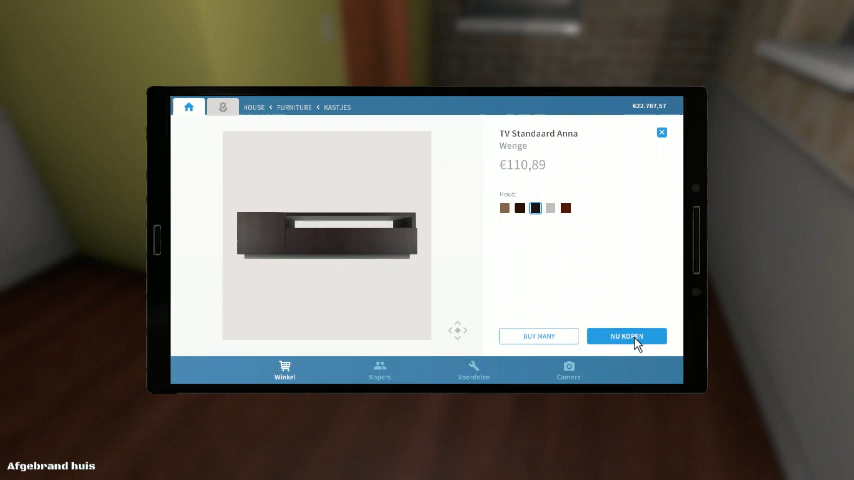 HOUSE < FURNITURE < KASTJES
€22.787,57
TV Standaard Anna
Wenge
€110,89
Hout:
BUY MANY
NU KOPEN
Winkel
Kopers
Voordelen
Camera
Afgebrand huis